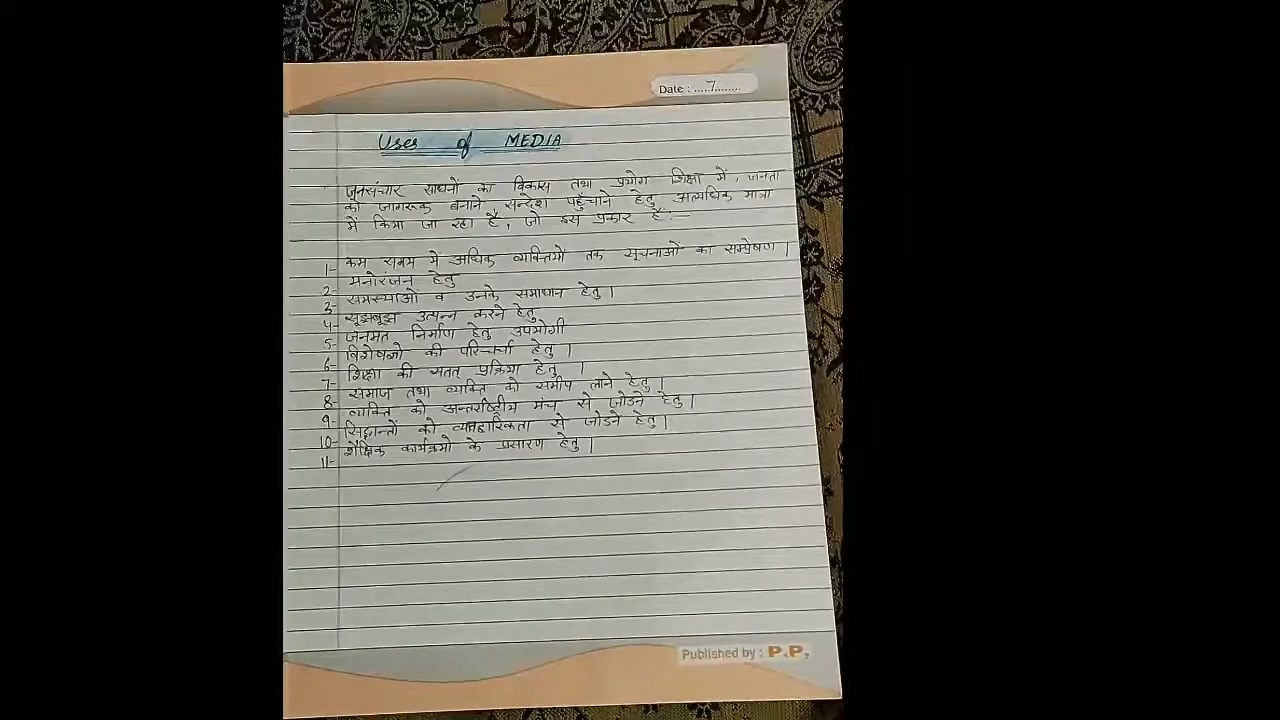 Date : .....7........
Uses of MEDIA
जनसंचार साधनों का विकास तथा प्रयोग शिक्षा में, जनता
को जागरूक बनाने, सन्देश पहुँचाने हेतु अत्यधिक मात्रा
में किया जा रहा है, जो इस प्रकार है :-
1- कम समय में अधिक व्यक्तियों तक सूचनाओं का सम्प्रेषण।
2- मनोरंजन हेतु
3- समस्याओं व उनके समाधान हेतु।
4- सूझबूझ उत्पन्न करने हेतु
5- जनमत निर्माण हेतु उपयोगी
6- विशेषज्ञों की परिचर्चा हेतु।
7- शिक्षा की सतत प्रक्रिया हेतु।
8- समाज तथा व्यक्ति को समीप लाने हेतु।
9- व्यक्ति को अन्तर्राष्ट्रीय मंच से जोडने हेतु।
10- सिद्धान्तों को व्यवहारिकता से जोडने हेतु।
11- शैक्षिक कार्यक्रमो के प्रसारण हेतु।
Published by : P.P,